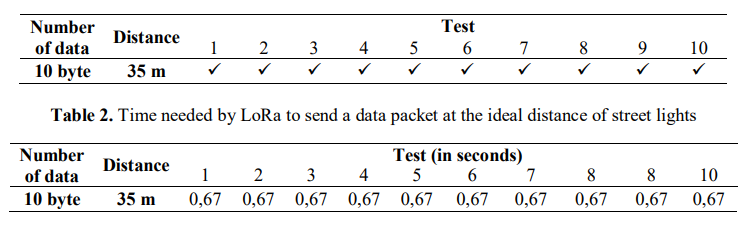 Number of data Distance Test
1 2 3 4 5 6 7 8 9 10
10 byte 35 m ✓ ✓ ✓ ✓ ✓ ✓ ✓ ✓ ✓ ✓
Table 2. Time needed by LoRa to send a data packet at the ideal distance of street lights
Number of data Distance Test (in seconds)
1 2 3 4 5 6 7 8 8 10
10 byte 35 m 0,67 0,67 0,67 0,67 0,67 0,67 0,67 0,67 0,67 0,67